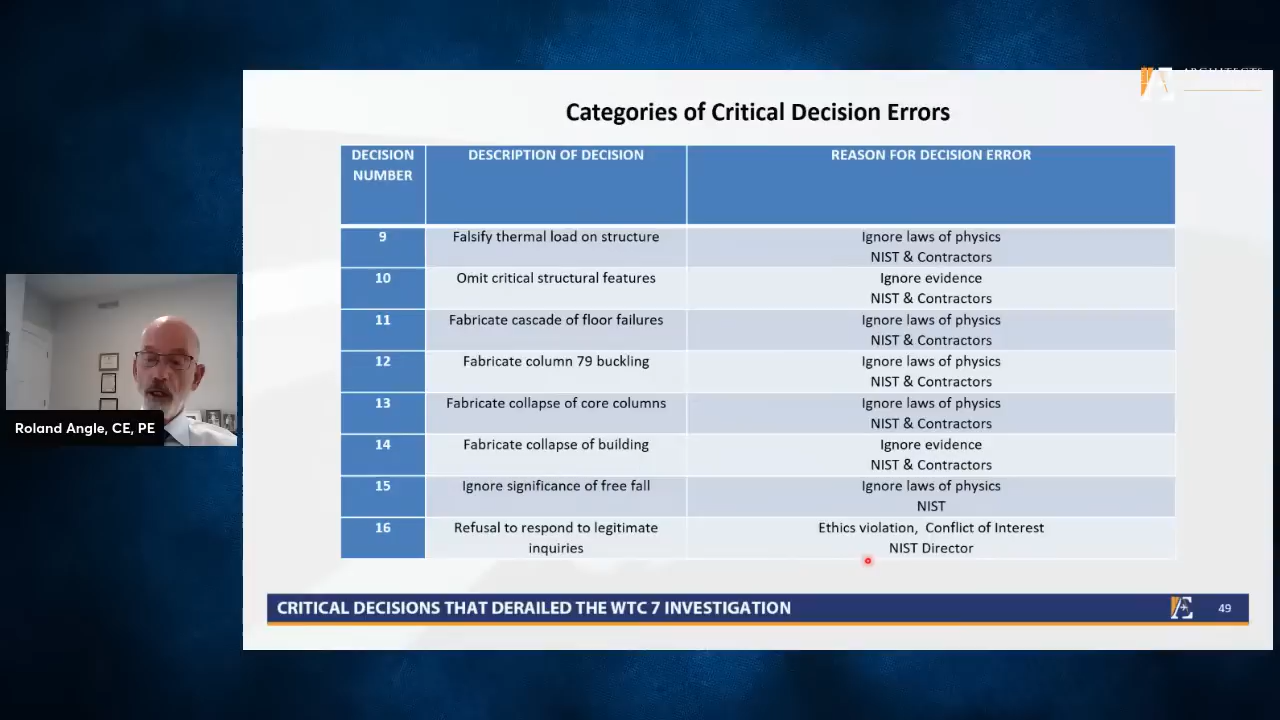 ARCHITECTS
Categories of Critical Decision Errors
DECISION NUMBER DESCRIPTION OF DECISION REASON FOR DECISION ERROR
9 Falsify thermal load on structure Ignore laws of physics
NIST & Contractors
10 Omit critical structural features Ignore evidence
NIST & Contractors
11 Fabricate cascade of floor failures Ignore laws of physics
NIST & Contractors
12 Fabricate column 79 buckling Ignore laws of physics
NIST & Contractors
13 Fabricate collapse of core columns Ignore laws of physics
NIST & Contractors
14 Fabricate collapse of building Ignore evidence
NIST & Contractors
15 Ignore significance of free fall Ignore laws of physics
NIST
16 Refusal to respond to legitimate Ethics violation, Conflict of Interest
inquiries NIST Director
Roland Angle, CE, PE
CRITICAL DECISIONS THAT DERAILED THE WTC 7 INVESTIGATION 49